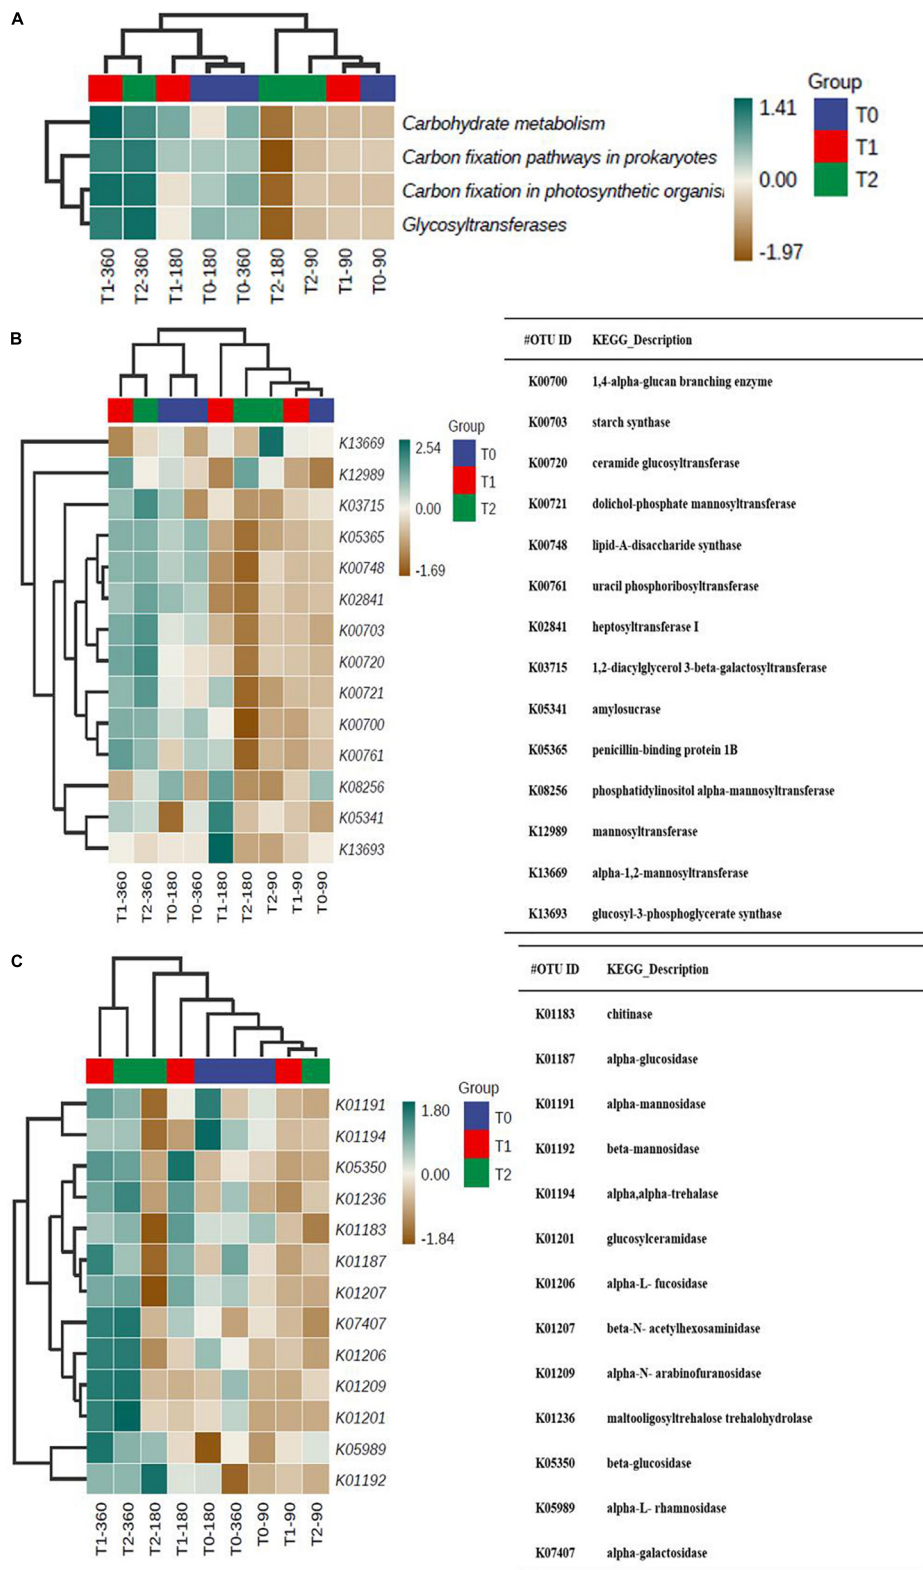 A
Group
1.41
0.00
-1.97
T0
T1
T2
Carbohydrate metabolism
Carbon fixation pathways in prokaryotes
Carbon fixation in photosynthetic organis
Glycosyltransferases
T1-360
T2-360
T1-180
T0-180
T0-360
T2-180
T2-90
T1-90
T0-90
B
Group
2.54
0.00
-1.69
T0
T1
T2
K13669
K12989
K03715
K05365
K00748
K02841
K00703
K00720
K00721
K00700
K00761
K08256
K05341
K13693
T1-360
T2-360
T0-180
T0-360
T1-180
T2-180
T2-90
T1-90
T0-90
#OTU ID KEGG_Description
K00700 1,4-alpha-glucan branching enzyme
K00703 starch synthase
K00720 ceramide glucosyltransferase
K00721 dolichol-phosphate mannosyltransferase
K00748 lipid-A-disaccharide synthase
K00761 uracil phosphoribosyltransferase
K02841 heptosyltransferase I
K03715 1,2-diacylglycerol 3-beta-galactosyltransferase
K05341 amylosucrase
K05365 penicillin-binding protein 1B
K08256 phosphatidylinositol alpha-mannosyltransferase
K12989 mannosyltransferase
K13669 alpha-1,2-mannosyltransferase
K13693 glucosyl-3-phosphoglycerate synthase
C
Group
1.80
0.00
-1.84
T0
T1
T2
K01191
K01194
K05350
K01236
K01183
K01187
K01207
K07407
K01206
K01209
K01201
K05989
K01192
T1-360
T2-360
T2-180
T1-180
T0-180
T0-360
T0-90
T1-90
T2-90
#OTU ID KEGG_Description
K01183 chitinase
K01187 alpha-glucosidase
K01191 alpha-mannosidase
K01192 beta-mannosidase
K01194 alpha,alpha-trehalase
K01201 glucosylceramidase
K01206 alpha-L- fucosidase
K01207 beta-N- acetylhexosaminidase
K01209 alpha-N- arabinofuranosidase
K01236 maltooligosyltrehalose trehalohydrolase
K05350 beta-glucosidase
K05989 alpha-L- rhamnosidase
K07407 alpha-galactosidase